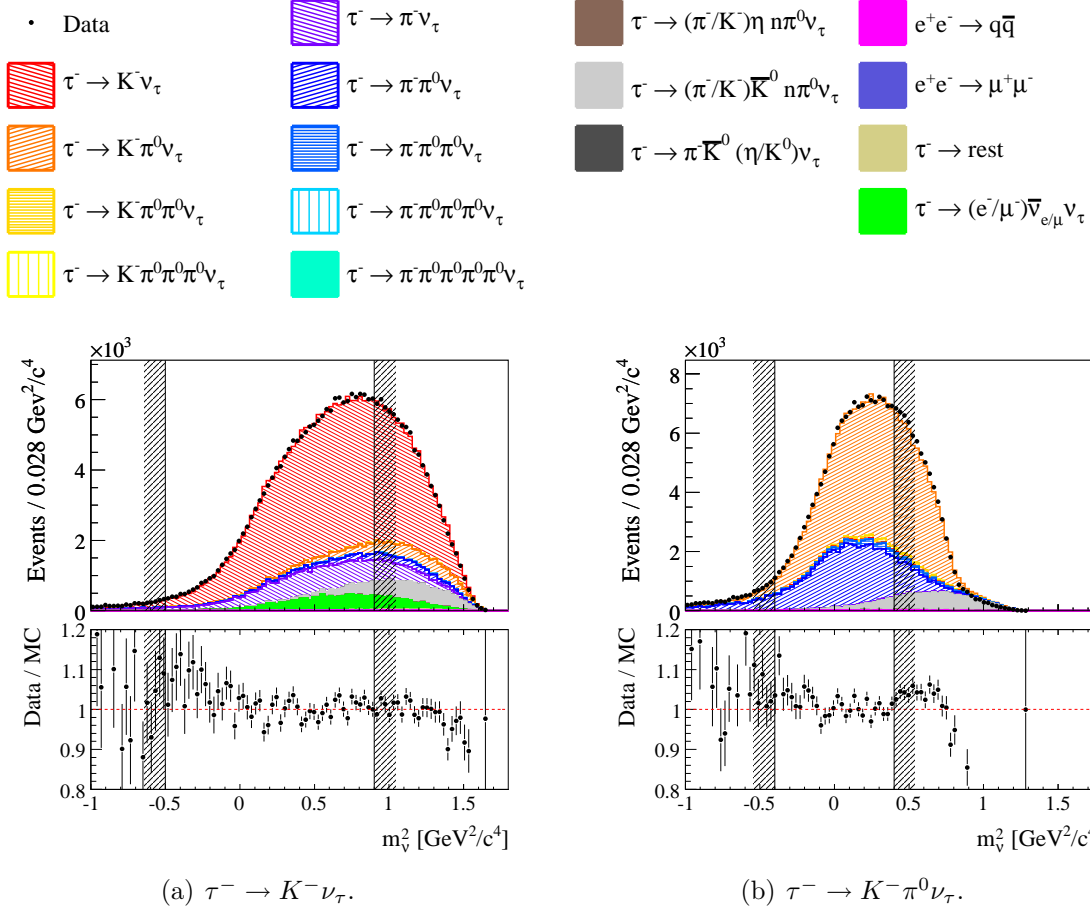 Data
τ⁻ → K⁻ν_τ
τ⁻ → K⁻π⁰ν_τ
τ⁻ → K⁻π⁰π⁰ν_τ
τ⁻ → K⁻π⁰π⁰π⁰ν_τ
τ⁻ → π⁻ν_τ
τ⁻ → π⁻π⁰ν_τ
τ⁻ → π⁻π⁰π⁰ν_τ
τ⁻ → π⁻π⁰π⁰π⁰ν_τ
τ⁻ → π⁻π⁰π⁰π⁰π⁰ν_τ
τ⁻ → (π⁻/K⁻)η nπ⁰ν_τ
τ⁻ → (π⁻/K⁻)K̅⁰ nπ⁰ν_τ
τ⁻ → π⁻K̅⁰ (η/K⁰)ν_τ
e⁺e⁻ → qq̅
e⁺e⁻ → μ⁺μ⁻
τ⁻ → rest
τ⁻ → (e⁻/μ⁻)ν̅_{e/μ} ν_τ
×10³
Events / 0.028 GeV²/c⁴
6
4
2
0
Data / MC
1.2
1.1
1
0.9
0.8
-1 -0.5 0 0.5 1 1.5
m²_ν [GeV²/c⁴]
(a) τ⁻ → K⁻ν_τ.
×10³
Events / 0.028 GeV²/c⁴
8
6
4
2
0
Data / MC
1.2
1.1
1
0.9
0.8
-1 -0.5 0 0.5 1 1.5
m²_ν [GeV²/c⁴
(b) τ⁻ → K⁻π⁰ν_τ.